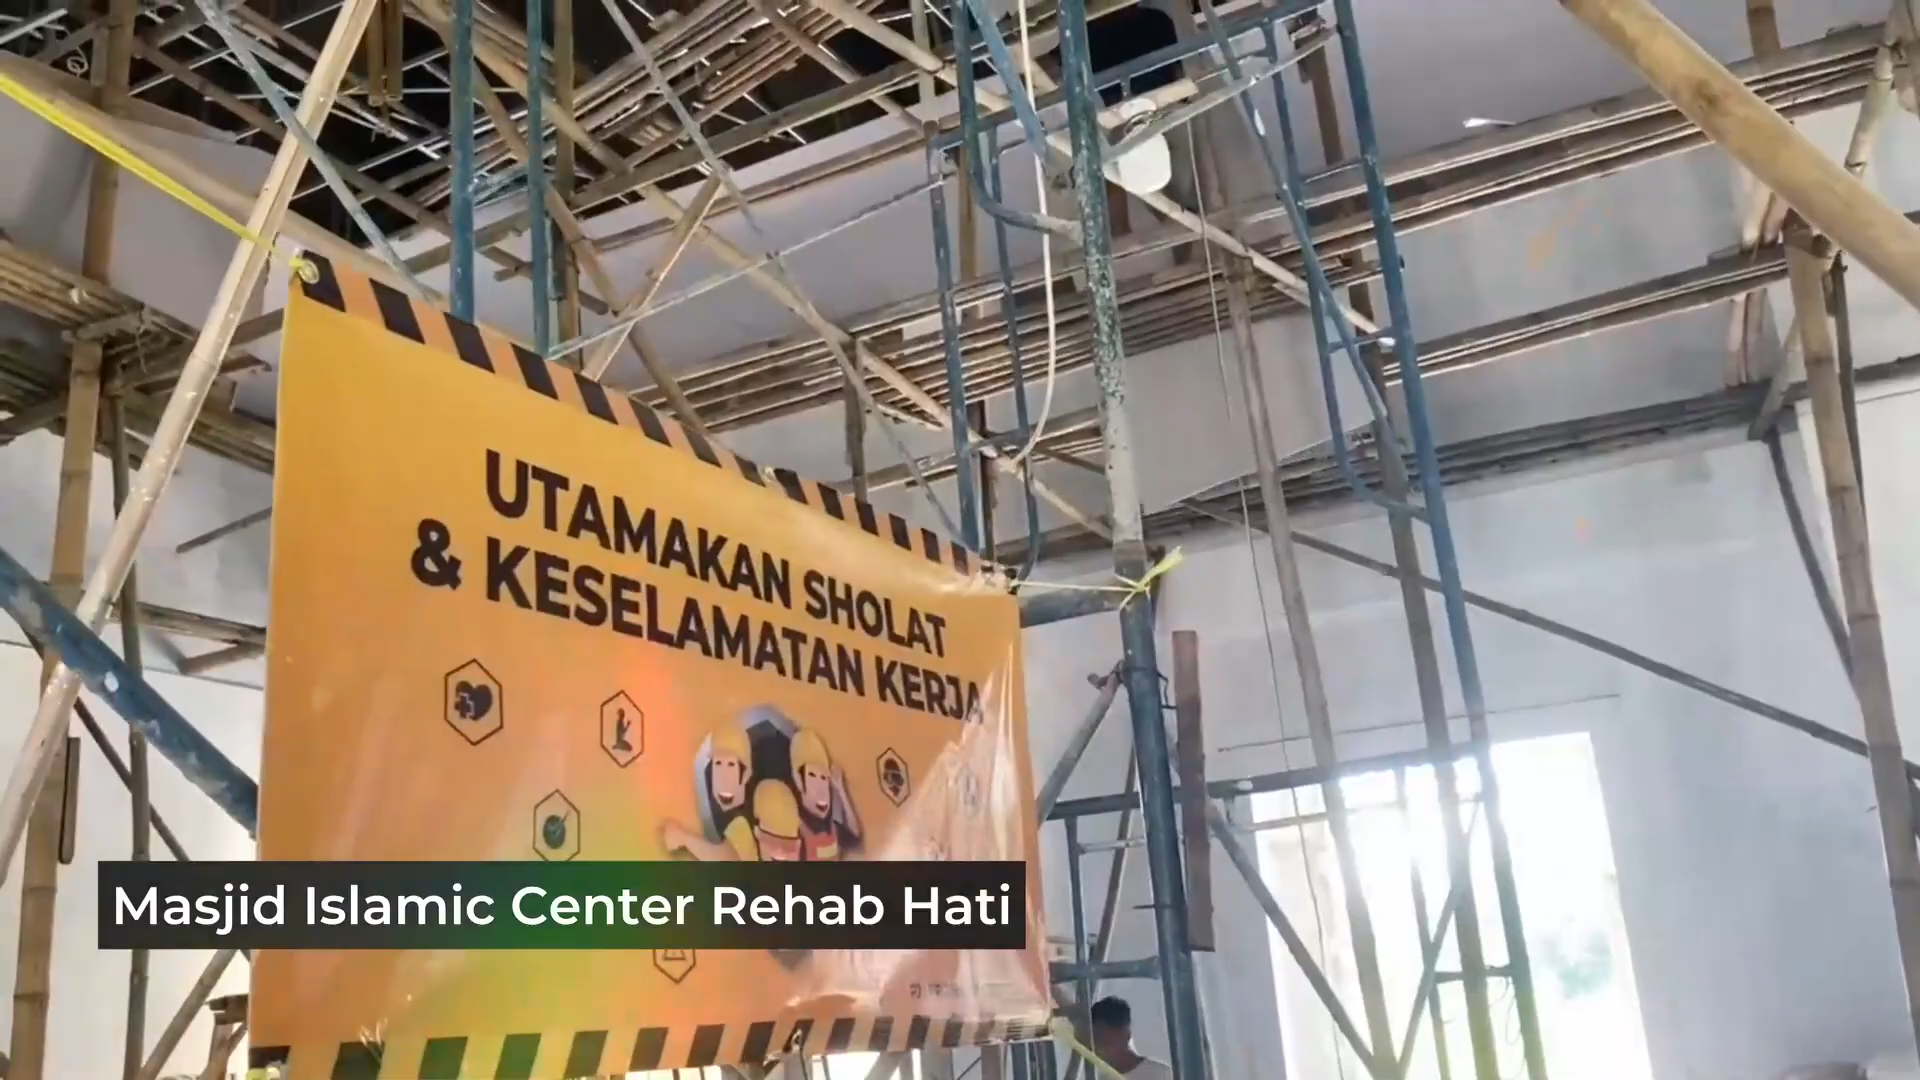 UTAMAKAN SHOLAT
& KESELAMATAN KERJA
Masjid Islamic Center Rehab Hati